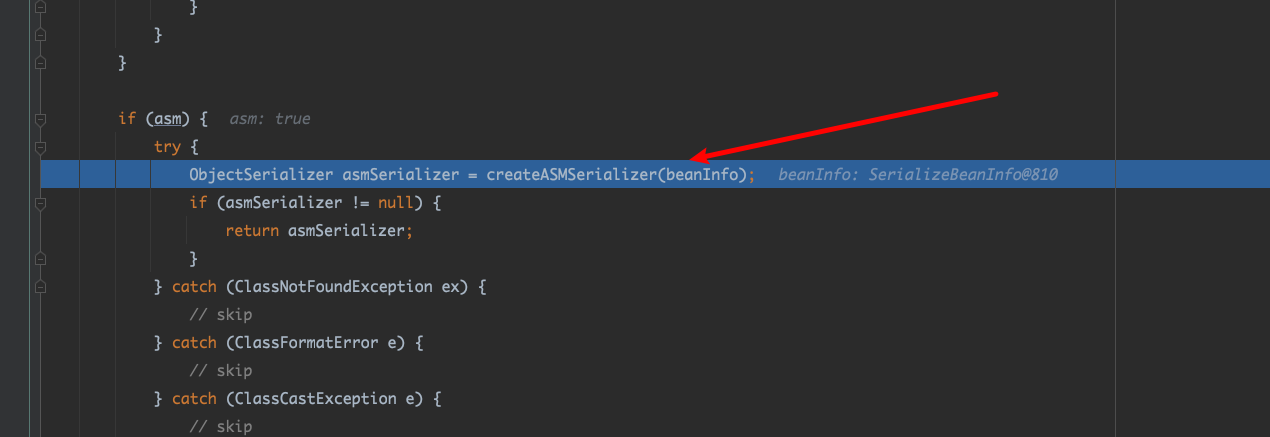 }
}
}
if (asm) { asm: true
try {
ObjectSerializer asmSerializer = createASMSerializer(beanInfo); beanInfo: SerializeBeanInfo@810
if (asmSerializer != null) {
return asmSerializer;
}
} catch (ClassNotFoundException ex) {
// skip
} catch (ClassFormatError e) {
// skip
} catch (ClassCastException e) {
// skip